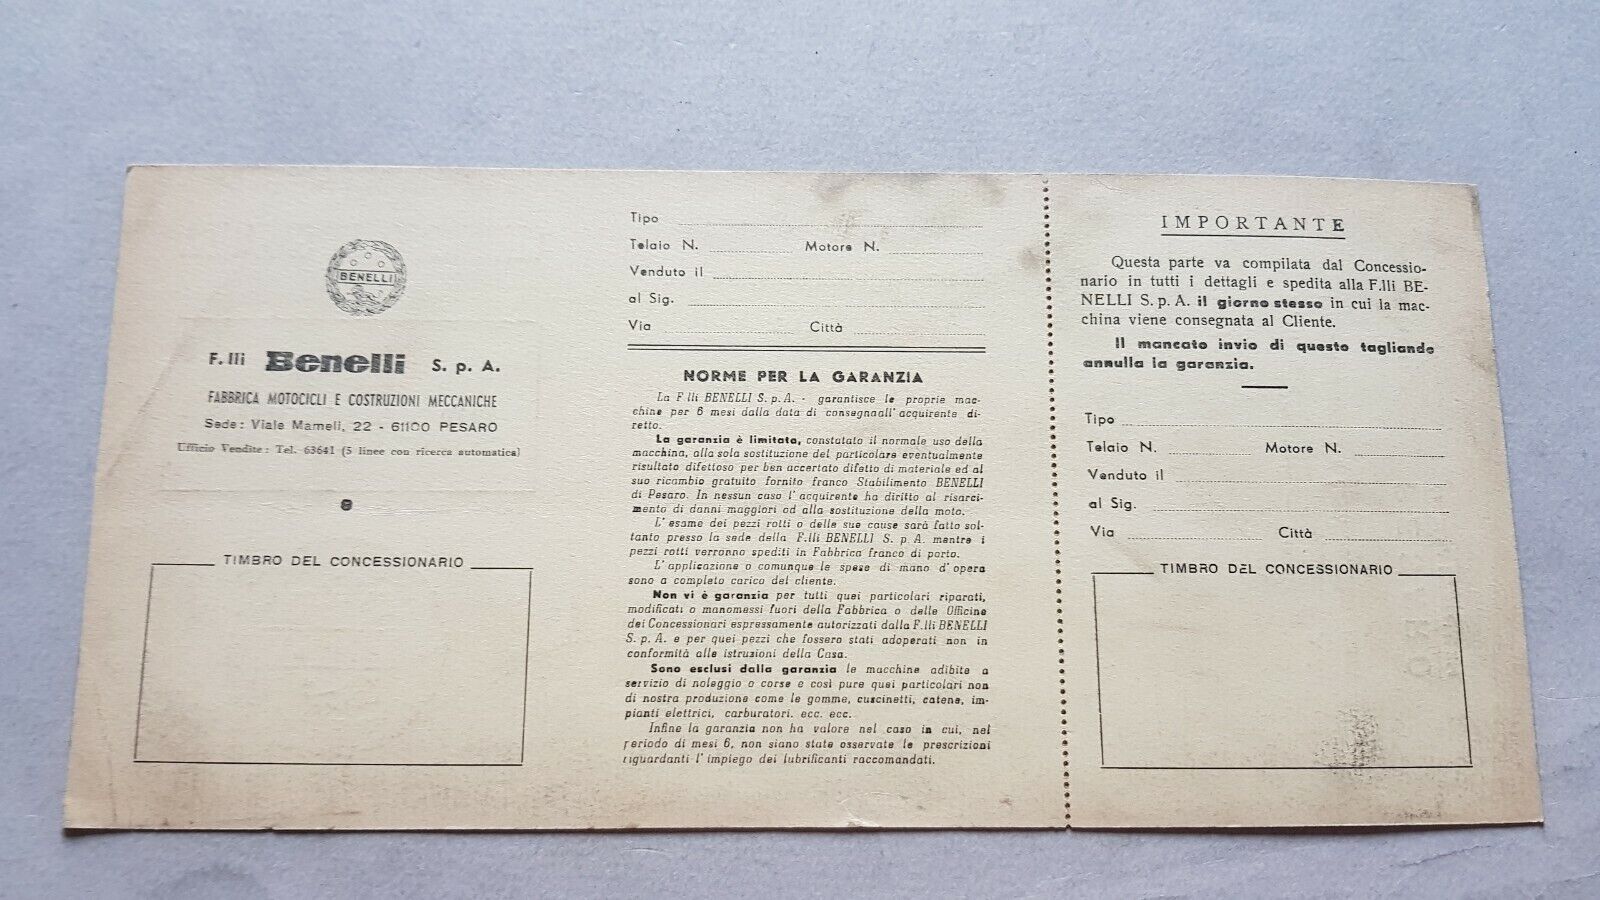 BENELLI
F.lli Benelli S. p. A.
FABBRICA MOTOCICLI E COSTRUZIONI MECCANICHE
Sede: Viale Mameli, 22 - 61100 PESARO
Ufficio Vendite: Tel. 63641 (5 linee con ricerca automatica)
TIMBRO DEL CONCESSIONARIO
Tipo
Telaio N. Motore N.
Venduto il
al Sig.
Via Città
NORME PER LA GARANZIA
La F.lli BENELLI S. p. A. - garantisce le proprie mac-
chine per 6 mesi dalla data di consegnaall'acquirente di-
retto.
La garanzia è limitata, constatato il normale uso della
macchina, alla sola sostituzione del particolare eventualmente
risultato difettoso per ben accertato difetto di materiale ed al
suo ricambio gratuito fornito franco Stabilimento BENELLI
di Pesaro. In nessun caso l'acquirente ha diritto al risarci-
mento di danni maggiori od alla sostituzione della moto.
L'esame dei pezzi rotti o delle sue cause sarà fatto sol-
tanto presso la sede della F.lli BENELLI S. p. A. mentre i
pezzi rotti verronno spediti in Fabbrica franco di porto.
L'applicazione o comunque le spese di mano d'opera
sono a completo carico del cliente.
Non vi è garanzia per tutti quei particolari riparati,
modificati o manomessi fuori della Fabbrica o delle Officine
dei Concessionari espressamente autorizzati dalla F.lli BENELLI
S. p. A. e per quei pezzi che fossero stati adoperati non in
conformità alle istruzioni della Casa.
Sono esclusi dalla garanzia le macchine adibite a
servizio di noleggio o corse e così pure quei particolari non
di nostra produzione come le gomme, cuscinetti, catene, im-
pianti elettrici, carburatori. ecc. ecc.
Infine la garanzia non ha valore nel caso in cui, nel
periodo di mesi 6, non siano state osservate le prescrizioni
riguardanti l'impiego dei lubrificanti raccomandati.
IMPORTANTE
Questa parte va compilata dal Concessio-
nario in tutti i dettagli e spedita alla F.lli BE-
NELLI S. p. A. il giorno stesso in cui la mac-
china viene consegnata al Cliente.
Il mancato invio di questo tagliando
annulla la garanzia.
Tipo
Telaio N. Motore N.
Venduto il
al Sig.
Via Città
TIMBRO DEL CONCESSIONARIO